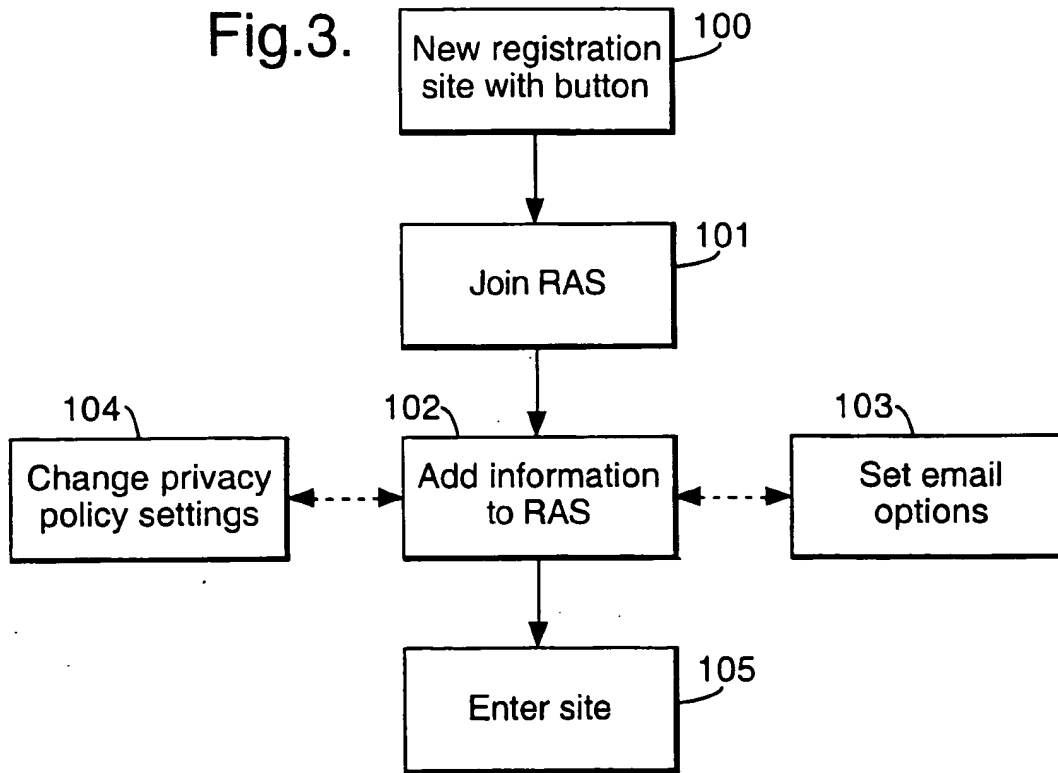 Fig.3.
100
New registration
site with button
101
Join RAS
104
102
103
Change privacy
policy settings
Add information
to RAS
Set email
options
105
Enter site